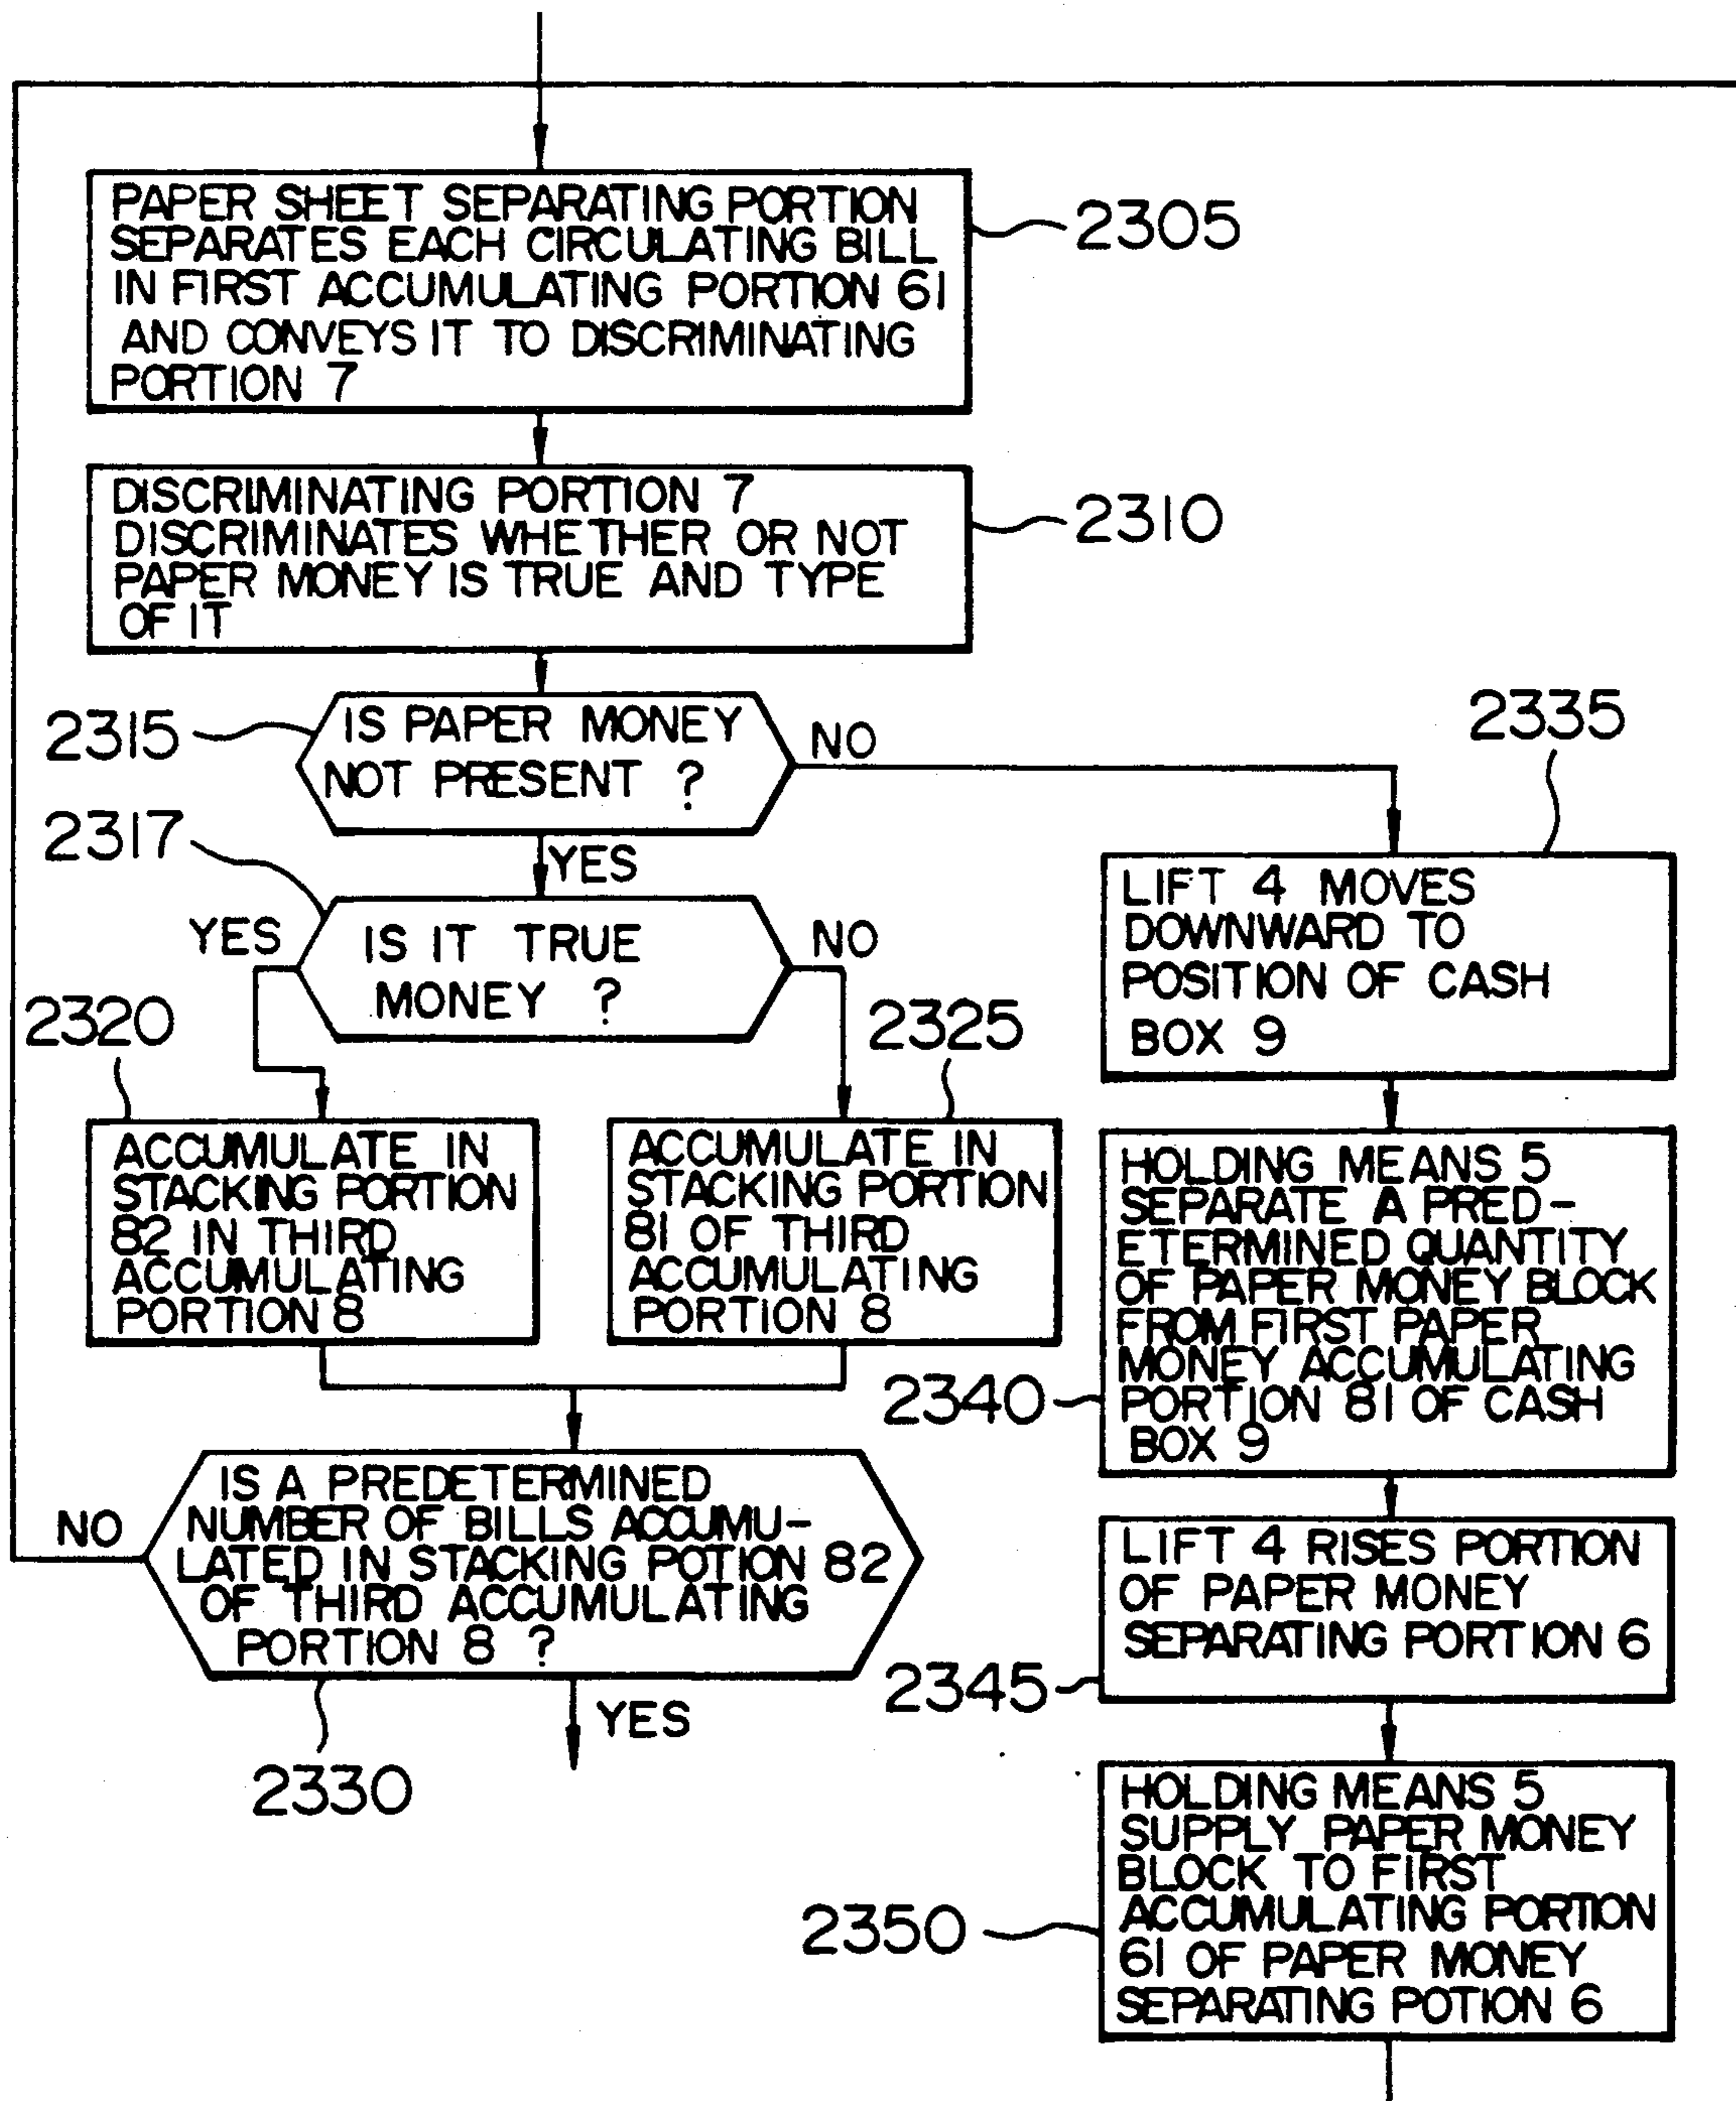 PAPER SHEET SEPARATING PORTION
SEPARATES EACH CIRCULATING BILL
IN FIRST ACCUMULATING PORTION 61
AND CONVEYS IT TO DISCRIMINATING
PORTION 7
2305
DISCRIMINATING PORTION 7
DISCRIMINATES WHETHER OR NOT
PAPER MONEY IS TRUE AND TYPE
OF IT
2310
2315
IS PAPER MONEY
NOT PRESENT ?
NO
YES
2317
IS IT TRUE
MONEY ?
YES
NO
2320
ACCUMULATE IN
STACKING PORTION
82 IN THIRD
ACCUMULATING
PORTION 8
2325
ACCUMULATE IN
STACKING PORTION
81 OF THIRD
ACCUMULATING
PORTION 8
IS A PREDETERMINED
NUMBER OF BILLS ACCUMU-
LATED IN STACKING POTION 82
OF THIRD ACCUMULATING
PORTION 8 ?
NO
YES
2330
2335
LIFT 4 MOVES
DOWNWARD TO
POSITION OF CASH
BOX 9
HOLDING MEANS 5
SEPARATE A PRED-
ETERMINED QUANTITY
OF PAPER MONEY BLOCK
FROM FIRST PAPER
MONEY ACCUMULATING
PORTION 81 OF CASH
BOX 9
2340
LIFT 4 RISES PORTION
OF PAPER MONEY
SEPARATING PORTION 6
2345
HOLDING MEANS 5
SUPPLY PAPER MONEY
BLOCK TO FIRST
ACCUMULATING PORTION
61 OF PAPER MONEY
SEPARATING POTION 6
2350